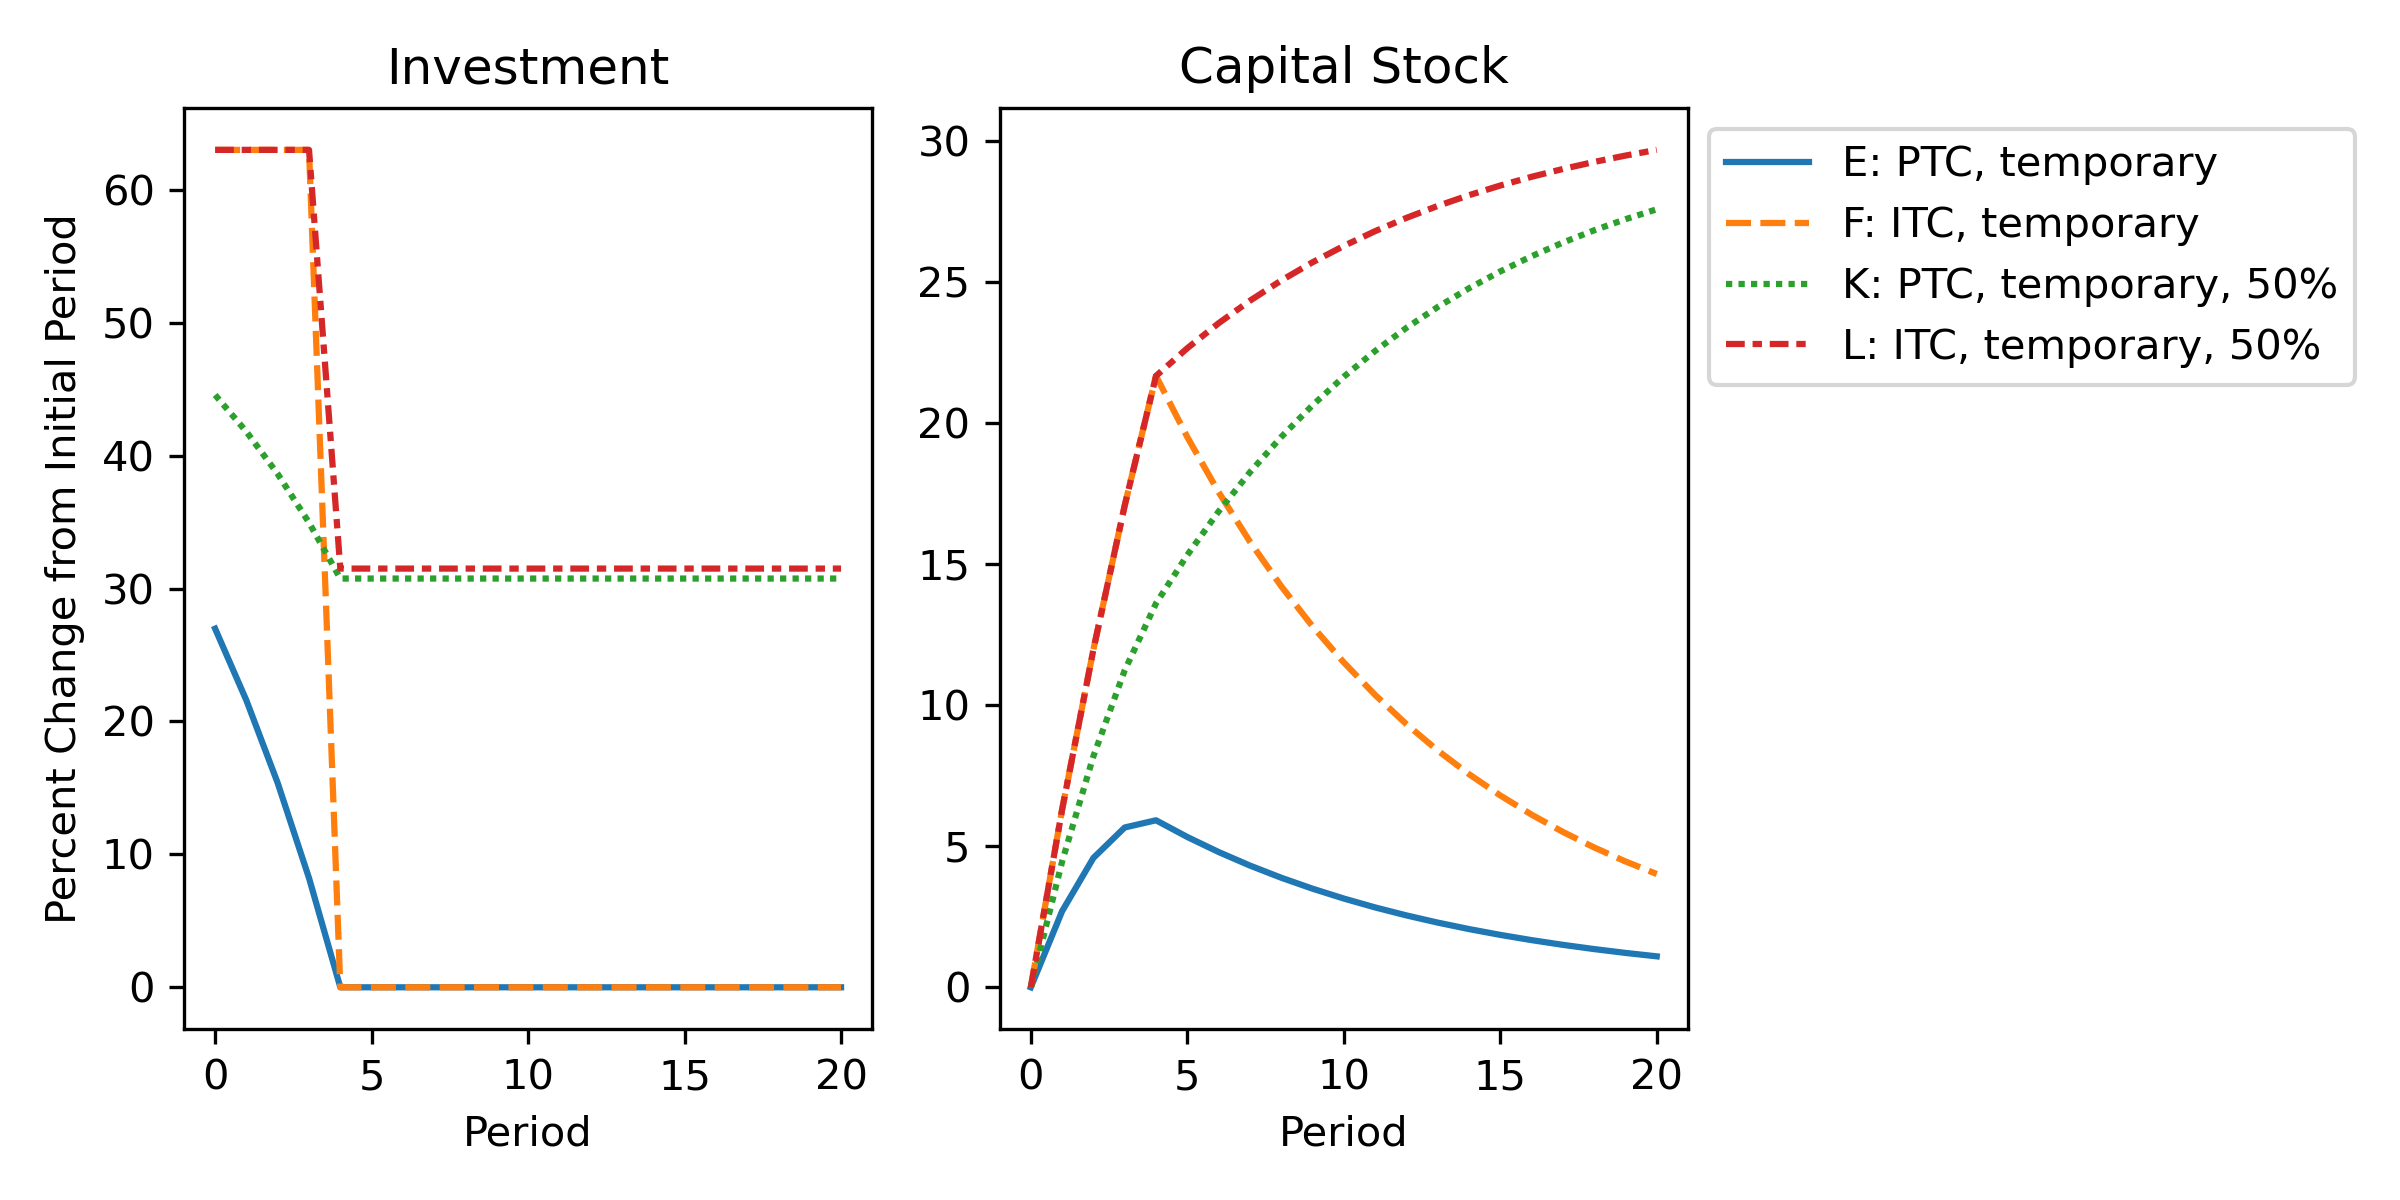 Investment
Capital Stock
Percent Change from Initial Period
60
50
40
30
20
10
0
0 5 10 15 20
Period
30
25
20
15
10
5
0
0 5 10 15 20
Period
E: PTC, temporary
F: ITC, temporary
K: PTC, temporary, 50%
L: ITC, temporary, 50%